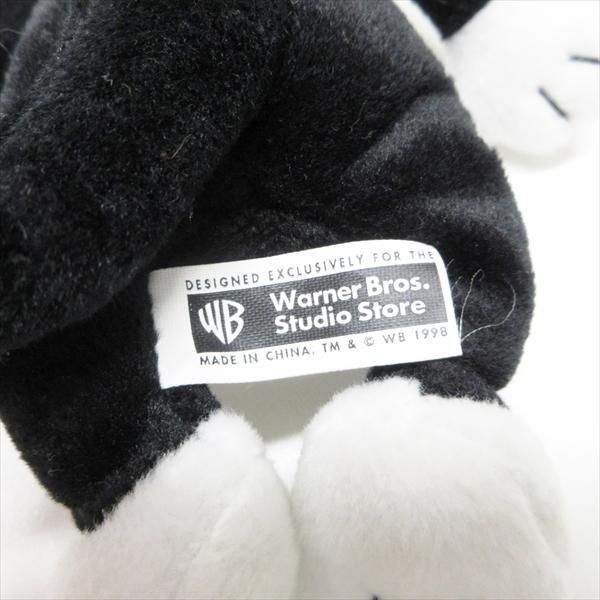 DESIGNED EXCLUSIVELY FOR THE
WB
Warner Bros.
Studio Store
MADE IN CHINA. TM & © WB 1998